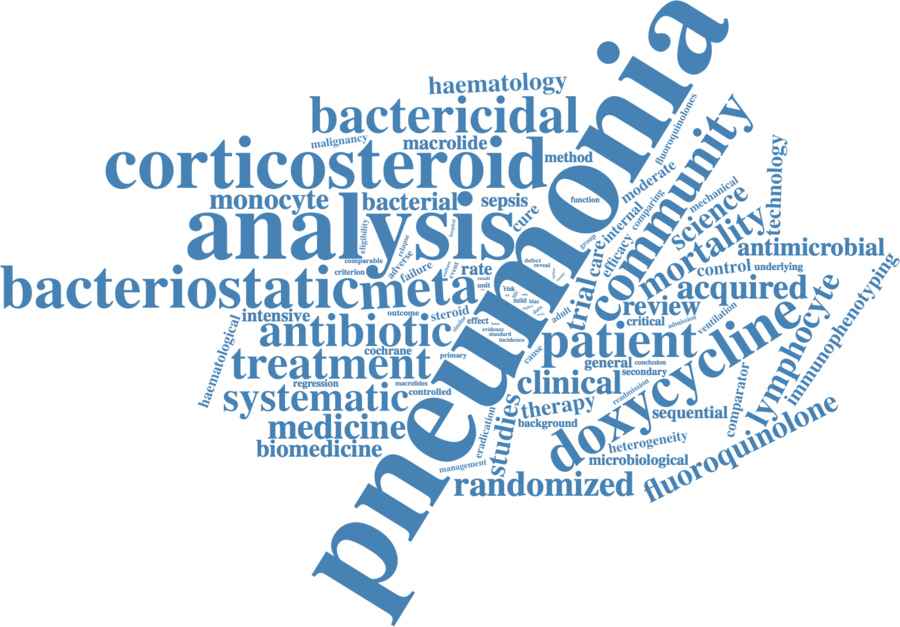 pneumonia
haematology
bactericidal
malignancy
macrolide
corticosteroid
method
monocyte
bacterial
sepsis
cure
function
fluoroquinolones
moderate
community
analysis
eligibility
relapse
hospital
comparable
adverse
failure
criterion
event
rate
unit
result
risk
mild
bias
defect
reveal
group
internal
comparing
mechanical
efficacy
care
trial
science
technology
mortality
antimicrobial
control
underlying
bacteriostatic
meta
acquired
intensive
outcome
steroid
similar
effect
evidence
standard
incidence
adult
review
critical
admission
ventilation
lymphocyte
immunophenotyping
haematological
antibiotic
cochrane
primary
cause
patient
general
conclusion
secondary
doxycycline
treatment
regression
macrolides
controlled
clinical
readmission
comparator
systematic
therapy
background
sequential
medicine
eradication
studies
heterogeneity
biomedicine
management
microbiological
randomized
fluoroquinolone